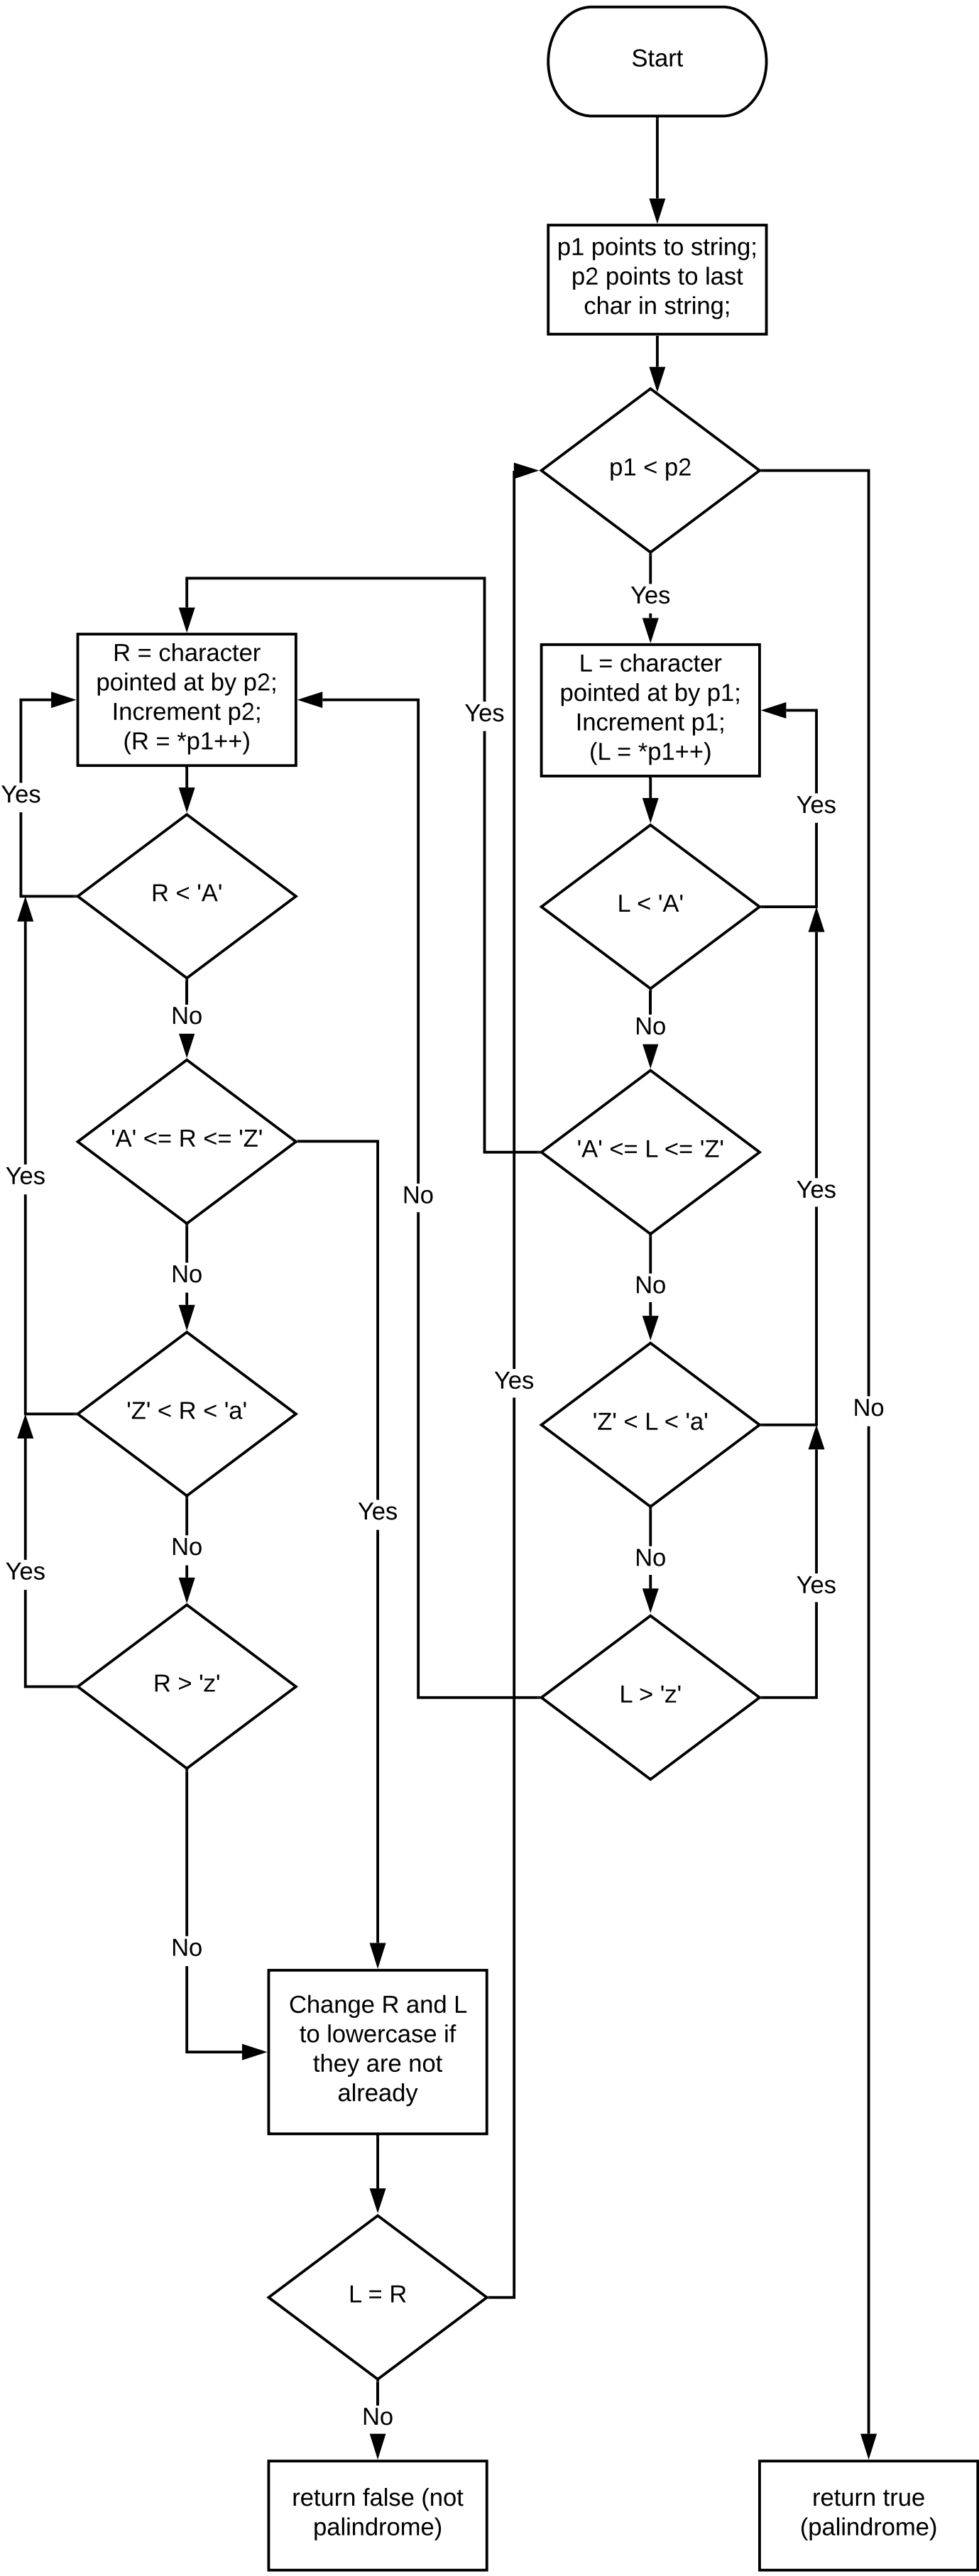 Start
p1 points to string;
p2 points to last
char in string;
p1 < p2
Yes
No
L = character
pointed at by p1;
Increment p1;
(L = *p1++)
Yes
L < 'A'
No
'A' <= L <= 'Z'
Yes
Yes
No
'Z' < L < 'a'
No
Yes
L > 'z'
No
R = character
pointed at by p2;
Increment p2;
(R = *p1++)
Yes
R < 'A'
No
'A' <= R <= 'Z'
Yes
Yes
No
'Z' < R < 'a'
No
Yes
R > 'z'
No
Change R and L
to lowercase if
they are not
already
L = R
Yes
No
return false (not
palindrome)
return true
(palindrome)